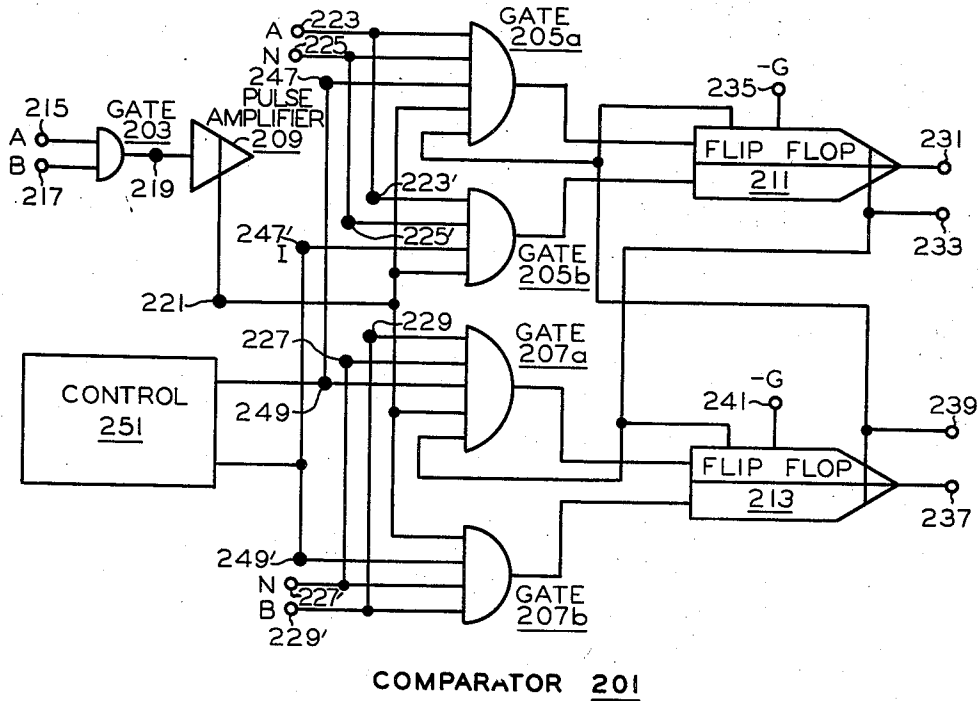 A 223
N 225
GATE
205a
247
PULSE
AMPLIFIER
209
215
A
B
217
GATE
203
219
-G
235
FLIP FLOP
211
231
233
223'
225'
247'
I
GATE
205b
221
229
227
GATE
207a
CONTROL
251
249
-G
241
239
FLIP FLOP
213
237
249'
N
227'
B
229'
GATE
207b
COMPARATOR 201